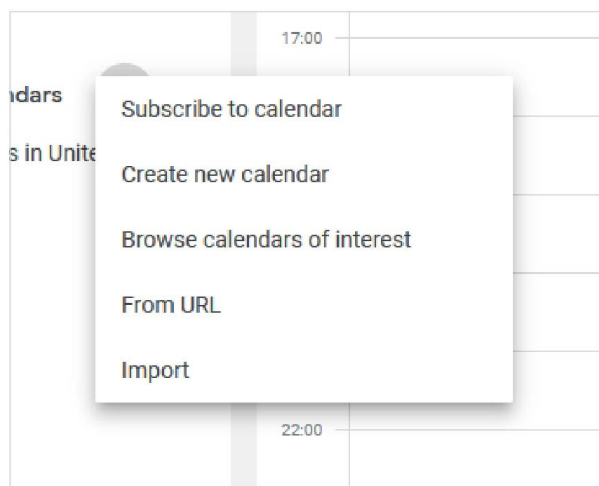 17:00
ndars
Subscribe to calendar
s in Unite
Create new calendar
Browse calendars of interest
From URL
Import
22:00